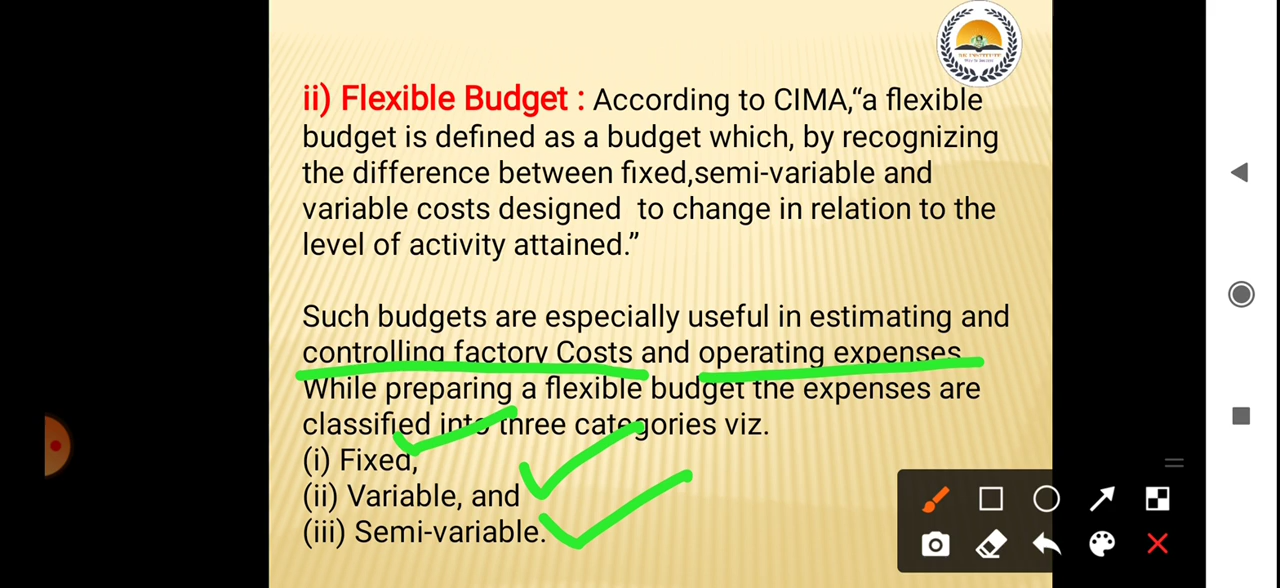 ii) Flexible Budget : According to CIMA,“a flexible
budget is defined as a budget which, by recognizing
the difference between fixed,semi-variable and
variable costs designed to change in relation to the
level of activity attained.”
Such budgets are especially useful in estimating and
controlling factory Costs and operating expenses.
While preparing a flexible budget the expenses are
classified into three categories viz.
(i) Fixed,
(ii) Variable, and
(iii) Semi-variable.